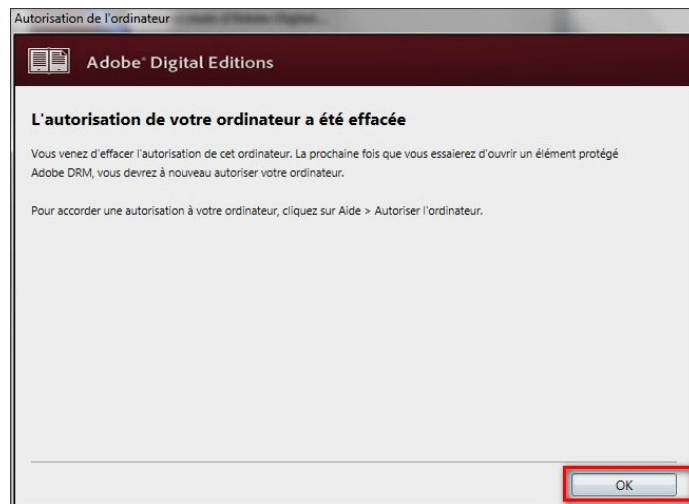 Autorisation de l'ordinateur
Adobe® Digital Editions
L'autorisation de votre ordinateur a été effacée
Vous venez d'effacer l'autorisation de cet ordinateur. La prochaine fois que vous essaierez d'ouvrir un élément protégé
Adobe DRM, vous devrez à nouveau autoriser votre ordinateur.
Pour accorder une autorisation à votre ordinateur, cliquez sur Aide > Autoriser l'ordinateur.
OK